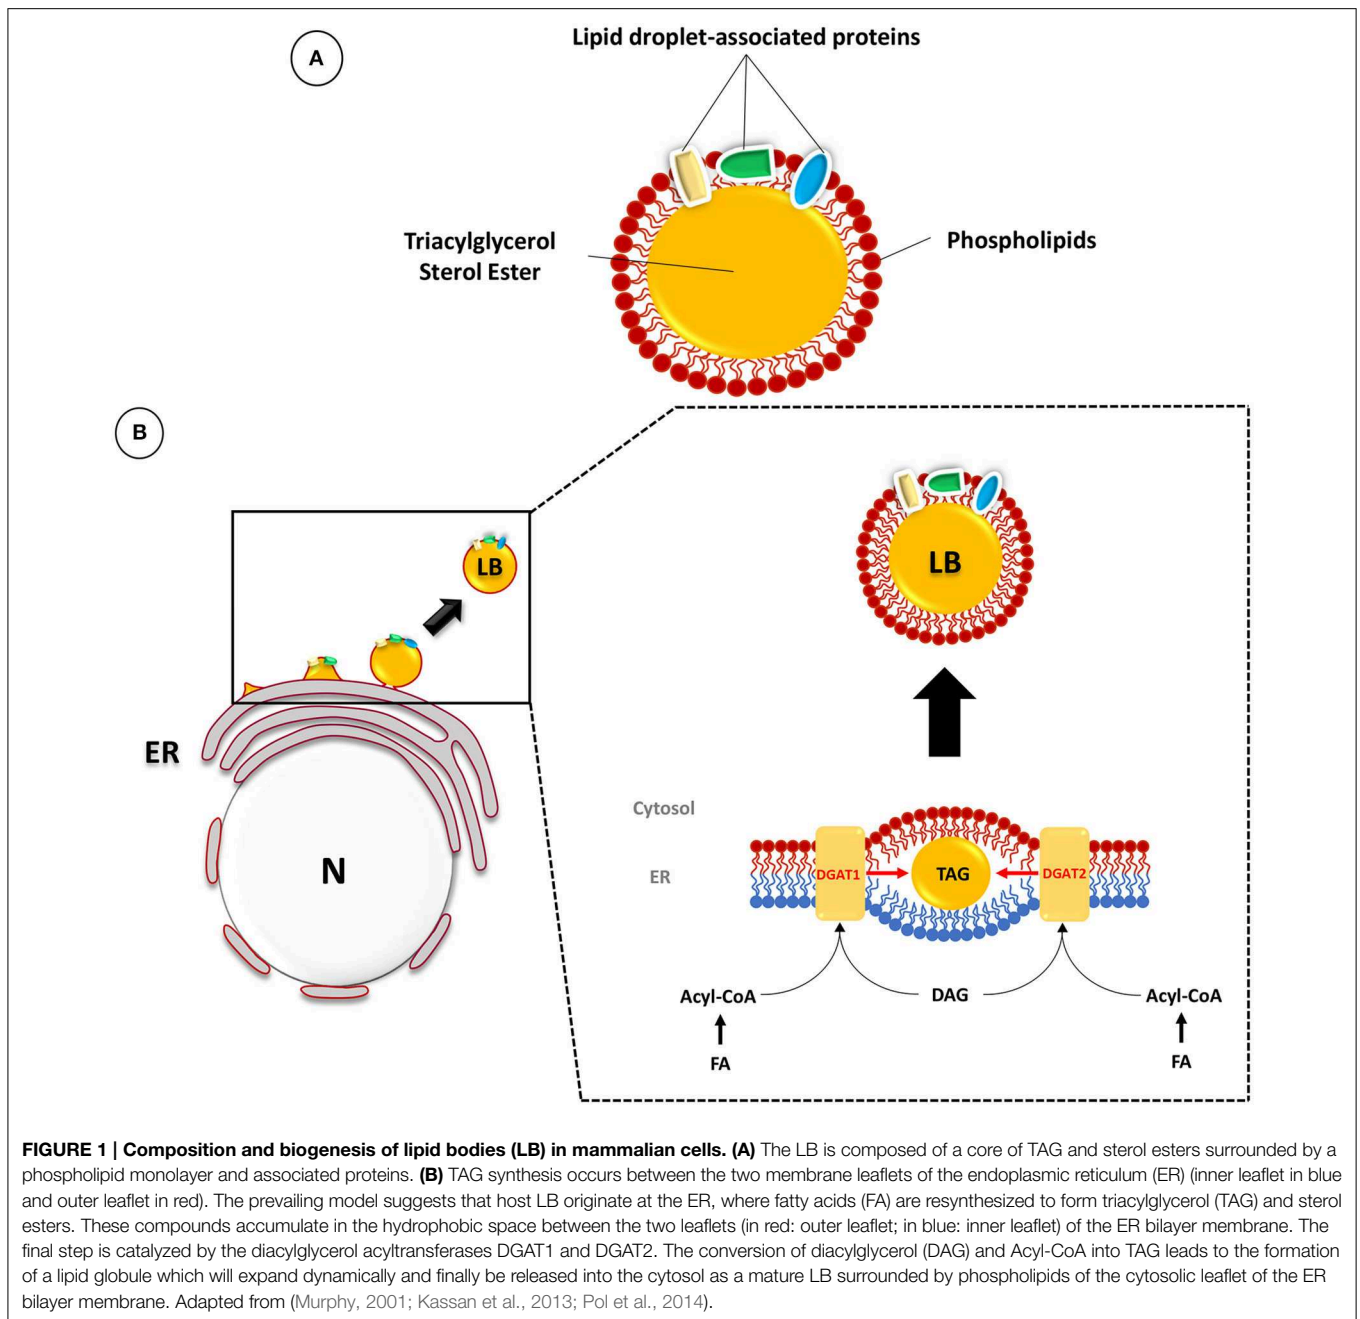 A
Lipid droplet-associated proteins
Triacylglycerol
Sterol Ester
Phospholipids
B
LB
LB
ER
N
Cytosol
ER
DGAT1
TAG
DGAT2
Acyl-CoA
DAG
Acyl-CoA
FA
FA
FIGURE 1 | Composition and biogenesis of lipid bodies (LB) in mammalian cells. (A) The LB is composed of a core of TAG and sterol esters surrounded by a
phospholipid monolayer and associated proteins. (B) TAG synthesis occurs between the two membrane leaflets of the endoplasmic reticulum (ER) (inner leaflet in blue
and outer leaflet in red). The prevailing model suggests that host LB originate at the ER, where fatty acids (FA) are resynthesized to form triacylglycerol (TAG) and sterol
esters. These compounds accumulate in the hydrophobic space between the two leaflets (in red: outer leaflet; in blue: inner leaflet) of the ER bilayer membrane. The
final step is catalyzed by the diacylglycerol acyltransferases DGAT1 and DGAT2. The conversion of diacylglycerol (DAG) and Acyl-CoA into TAG leads to the formation
of a lipid globule which will expand dynamically and finally be released into the cytosol as a mature LB surrounded by phospholipids of the cytosolic leaflet of the ER
bilayer membrane. Adapted from (Murphy, 2001; Kassan et al., 2013; Pol et al., 2014).